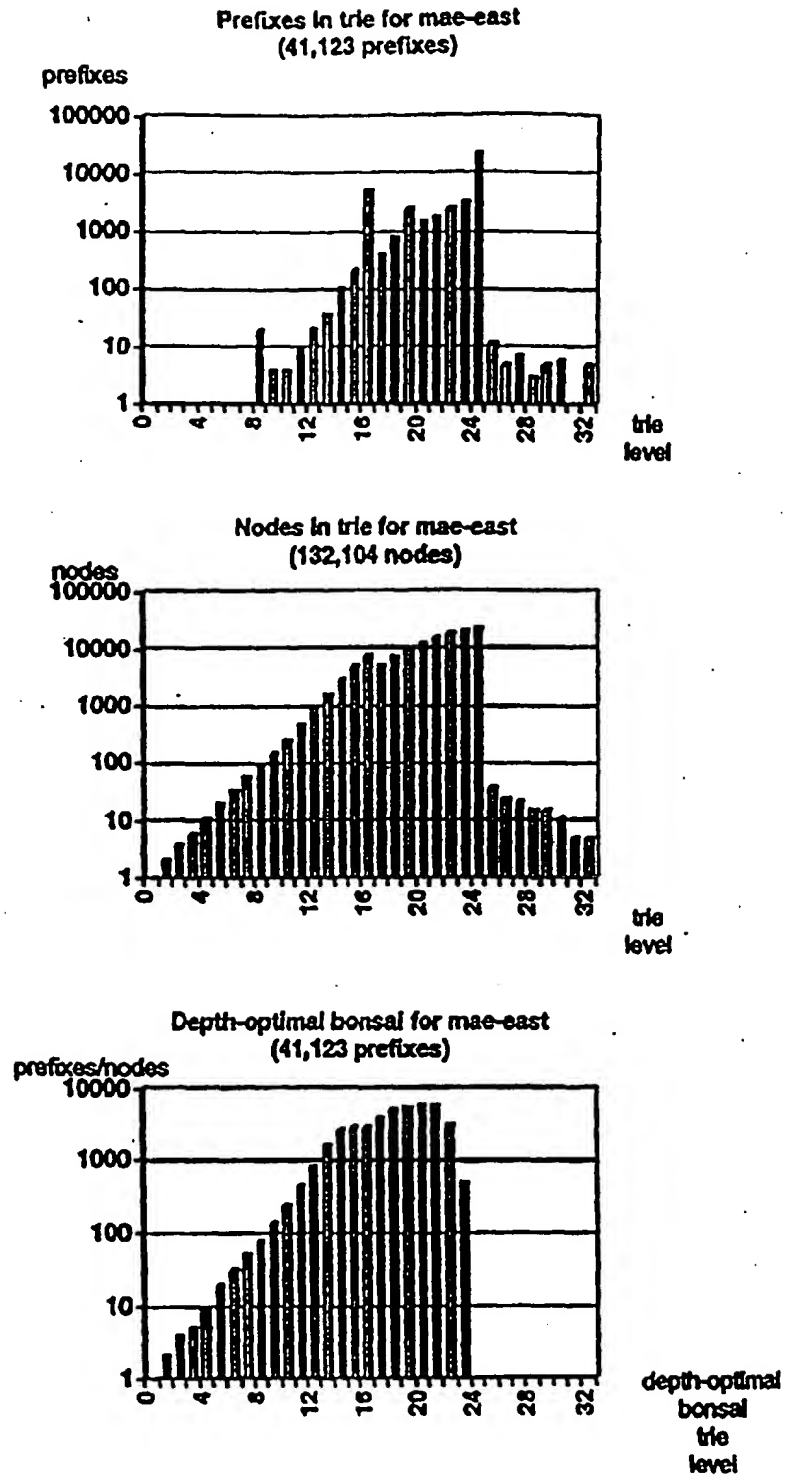 Prefixes in trie for mae-east
(41,123 prefixes)
prefixes
100000
10000
1000
100
10
1
0 4 8 12 16 20 24 28 32
trie
level
Nodes in trie for mae-east
(132,104 nodes)
nodes
100000
10000
1000
100
10
1
0 4 8 12 16 20 24 28 32
trie
level
Depth-optimal bonsai for mae-east
(41,123 prefixes)
prefixes/nodes
10000
1000
100
10
1
0 4 8 12 16 20 24 28 32
depth-optimal
bonsai
trie
level